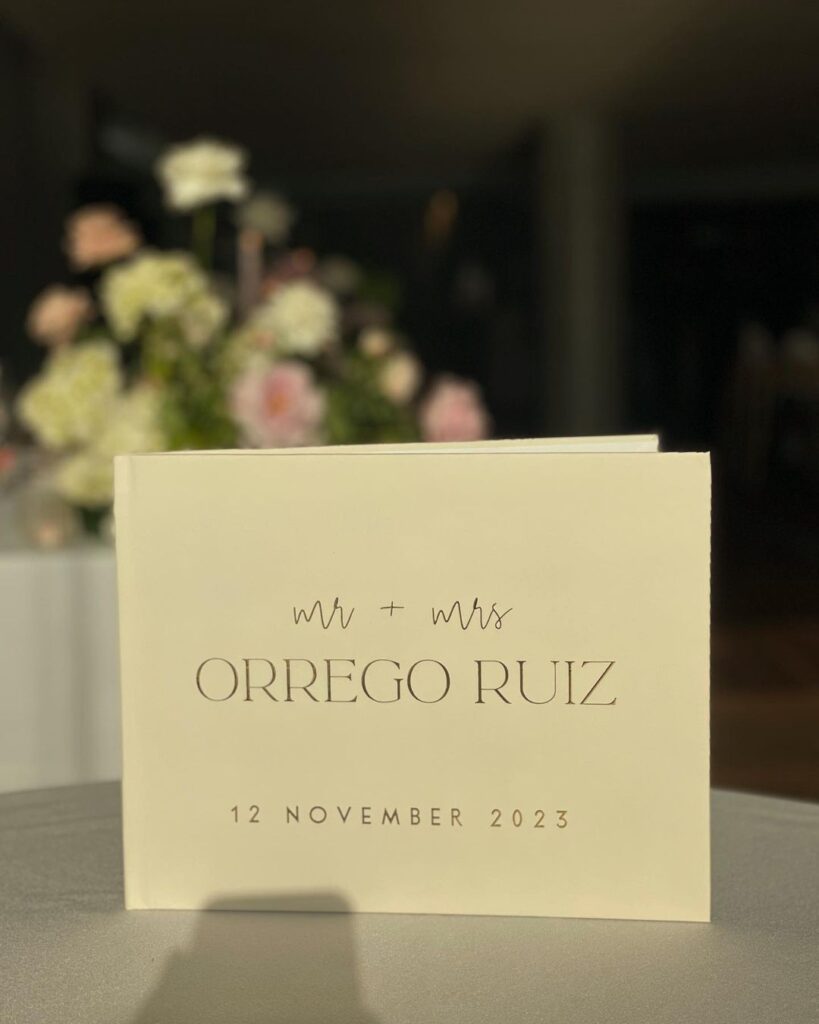 mr + mrs
ORREGO RUIZ
12 NOVEMBER 2023